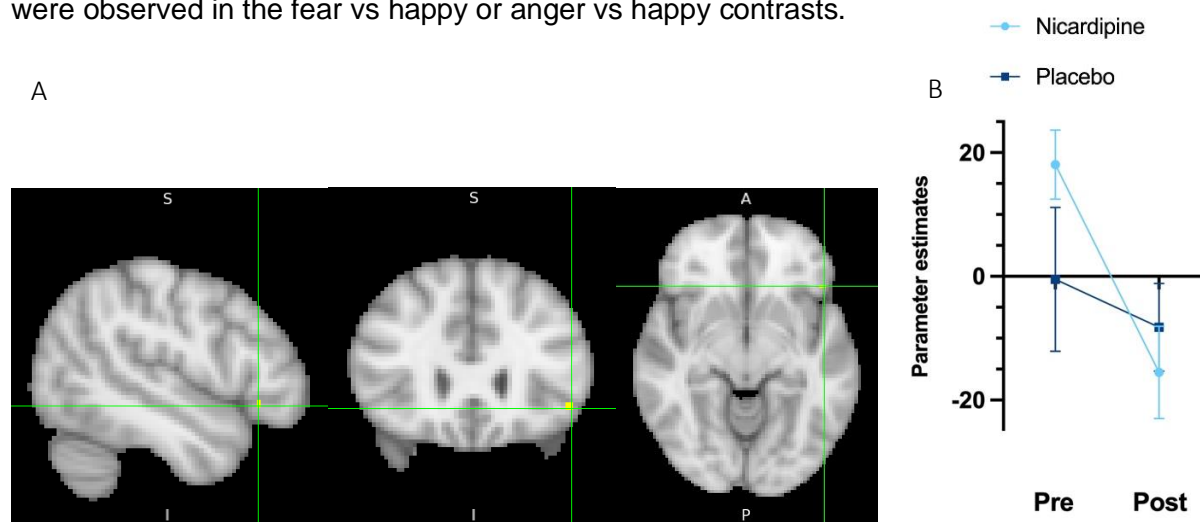 were observed in the fear vs happy or anger vs happy contrasts.
A
S
S
A
I
I
P
B
Nicardipine
Placebo
Parameter estimates
20
0
-20
Pre Post